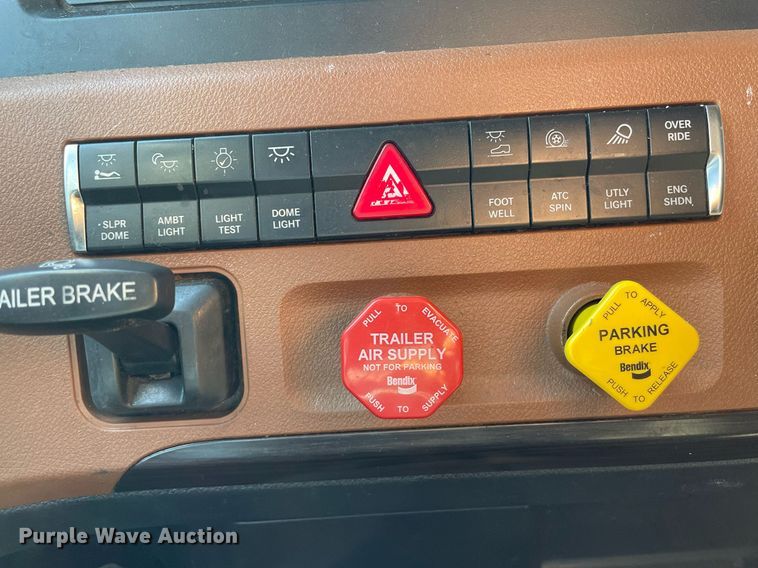 OVER
RIDE
SLPR
DOME
AMBT
LIGHT
LIGHT
TEST
DOME
LIGHT
FOOT
WELL
ATC
SPIN
UTLY
LIGHT
ENG
SHDN
AILER BRAKE
PULL TO EVACUATE
TRAILER
AIR SUPPLY
NOT FOR PARKING
Bendix
PUSH TO SUPPLY
PULL TO APPLY
PARKING
BRAKE
Bendix
PUSH TO RELEASE
Purple Wave Auction